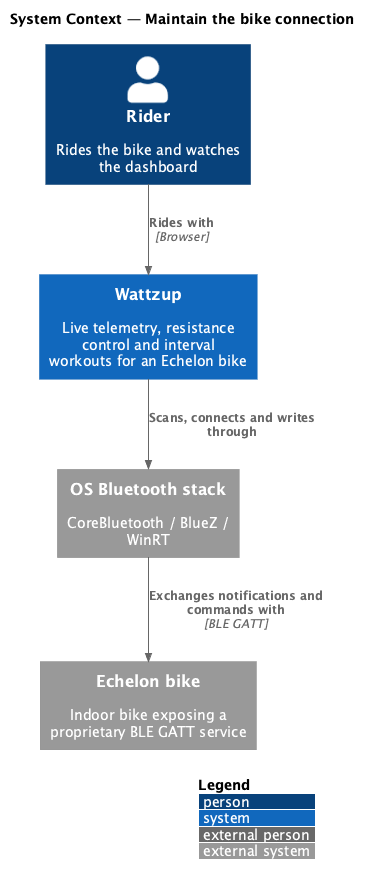 System Context — Maintain the bike connection
Rider
Rides the bike and watches
the dashboard
Rides with
[Browser]
Wattzup
Live telemetry, resistance
control and interval
workouts for an Echelon bike
Scans, connects and writes
through
OS Bluetooth stack
CoreBluetooth / BlueZ /
WinRT
Exchanges notifications and
commands with
[BLE GATT]
Echelon bike
Indoor bike exposing a
proprietary BLE GATT service
Legend
person
system
external person
external system